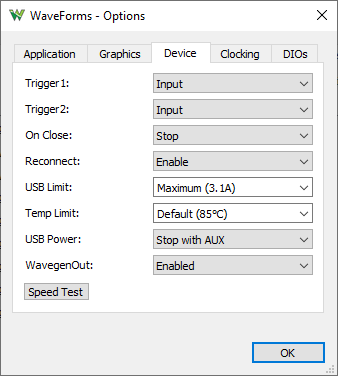 WaveForms - Options
Application Graphics Device Clocking DIOs
Trigger1: Input
Trigger2: Input
On Close: Stop
Reconnect: Enable
USB Limit: Maximum (3.1A)
Temp Limit: Default (85°C)
USB Power: Stop with AUX
WavegenOut: Enabled
Speed Test
OK